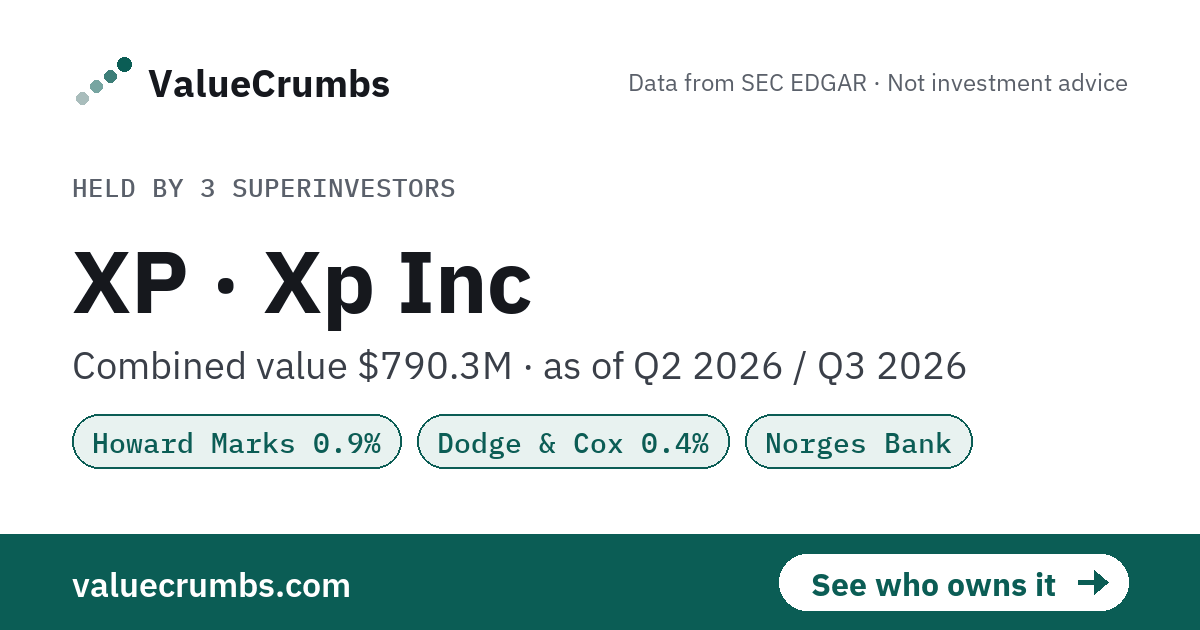 ValueCrumbs
Data from SEC EDGAR · Not investment advice
HELD BY 3 SUPERINVESTORS
XP · Xp Inc
Combined value $790.3M · as of Q2 2026 / Q3 2026
Howard Marks 0.9%
Dodge & Cox 0.4%
Norges Bank
valuecrumbs.com
See who owns it →